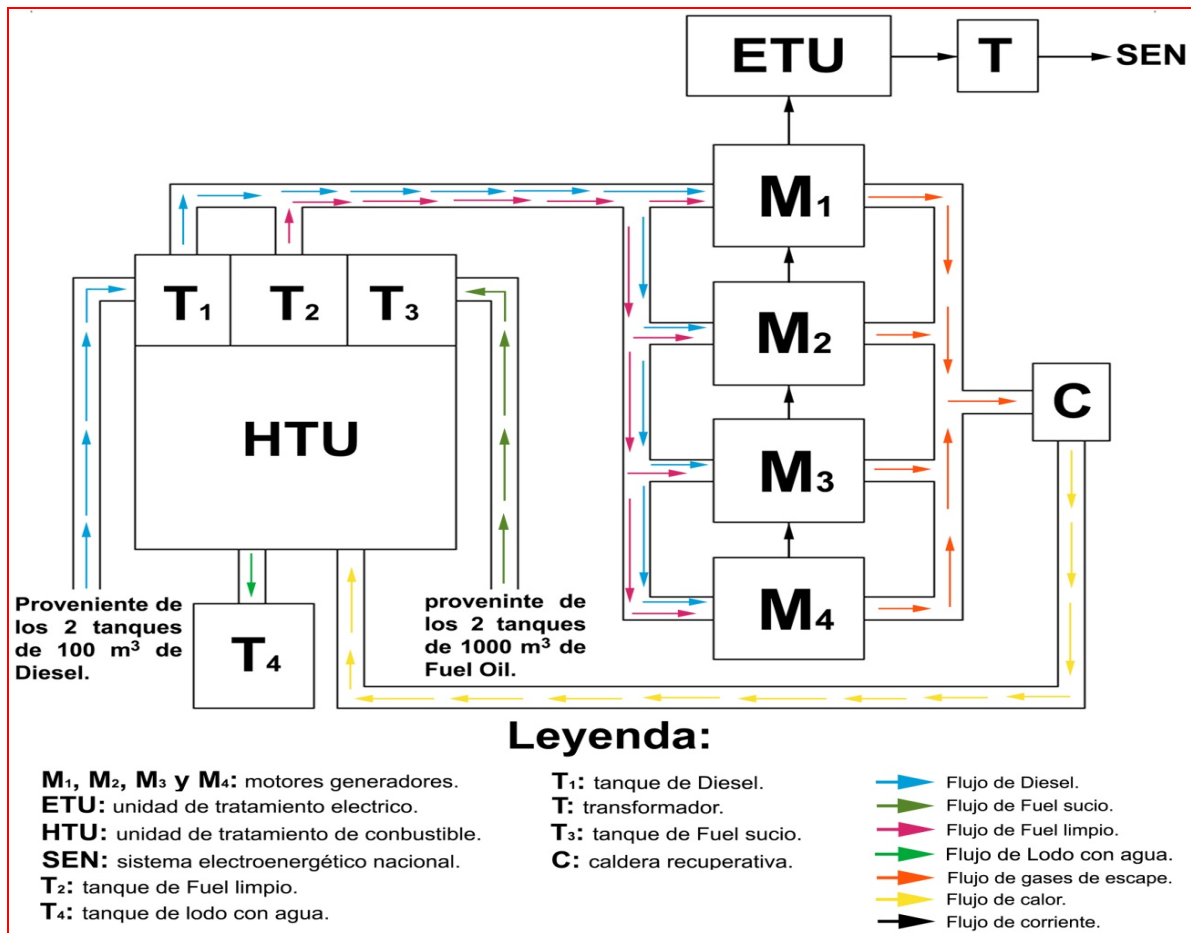 ETU
T
SEN
M₁
T₁
T₂
T₃
M₂
HTU
C
M₃
M₄
Proveniente de
los 2 tanques
de 100 m³ de
Diesel.
T₄
proveninte de
los 2 tanques
de 1000 m³ de
Fuel Oil.
Leyenda:
M₁, M₂, M₃ y M₄: motores generadores.
ETU: unidad de tratamiento electrico.
HTU: unidad de tratamiento de combustible.
SEN: sistema electroenergético nacional.
T₂: tanque de Fuel limpio.
T₄: tanque de lodo con agua.
T₁: tanque de Diesel.
T: transformador.
T₃: tanque de Fuel sucio.
C: caldera recuperativa.
Flujo de Diesel.
Flujo de Fuel sucio.
Flujo de Fuel limpio.
Flujo de Lodo con agua.
Flujo de gases de escape.
Flujo de calor.
Flujo de corriente.